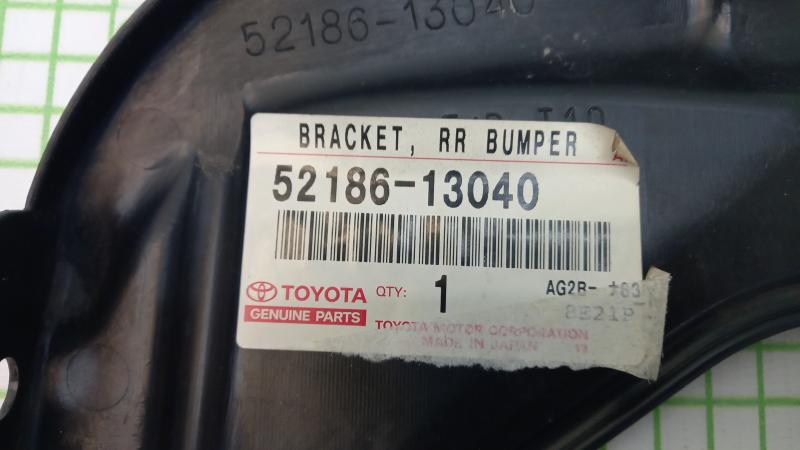 52186-13040
BRACKET, RR BUMPER
52186-13040
TOYOTA
GENUINE PARTS
QTY: 1
AG2B-
TOYOTA MOTOR CORPORATION
MADE IN JAPAN 13